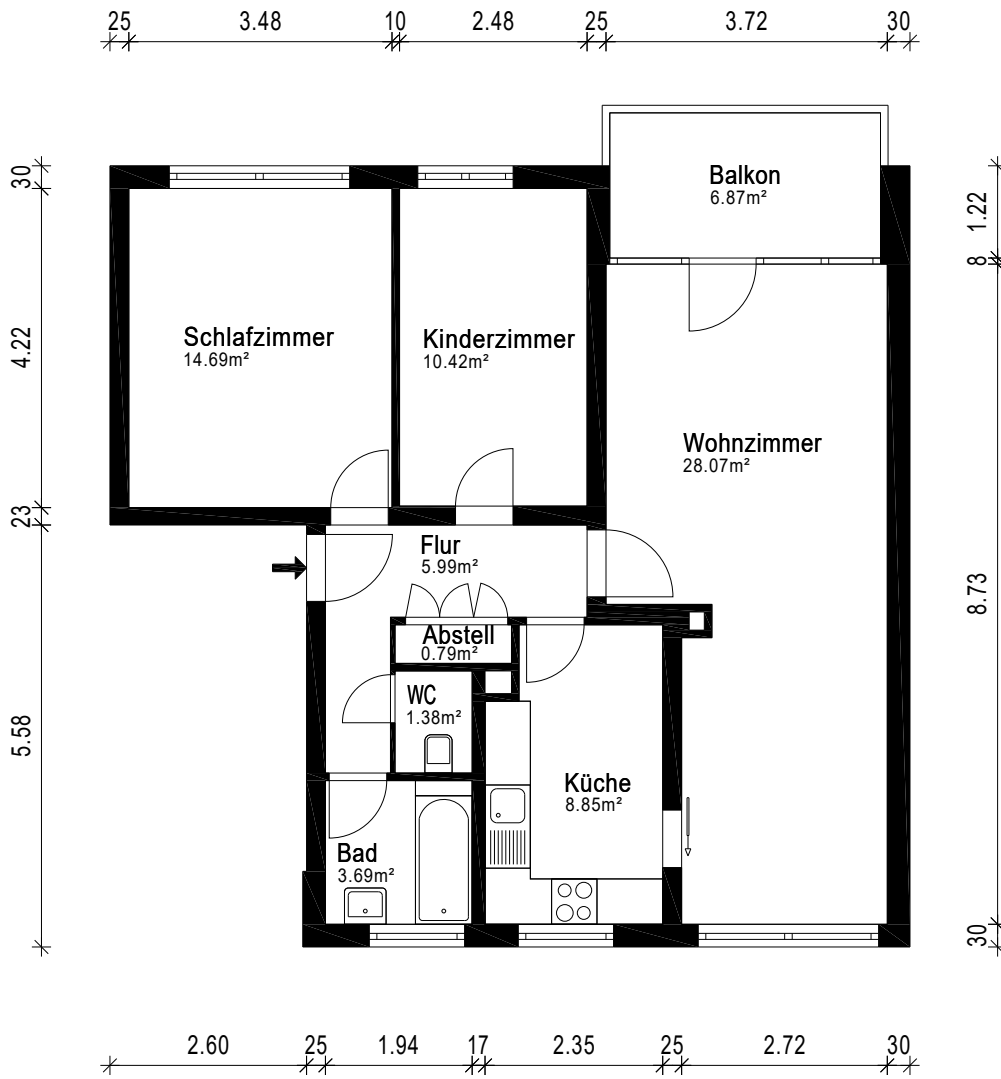 25 3.48 10 2.48 25 3.72 30
30
4.22
23
5.58
1.22
8
8.73
30
Balkon
6.87m²
Schlafzimmer
14.69m²
Kinderzimmer
10.42m²
Wohnzimmer
28.07m²
Flur
5.99m²
Abstell
0.79m²
WC
1.38m²
Küche
8.85m²
Bad
3.69m²
2.60 25 1.94 17 2.35 25 2.72 30